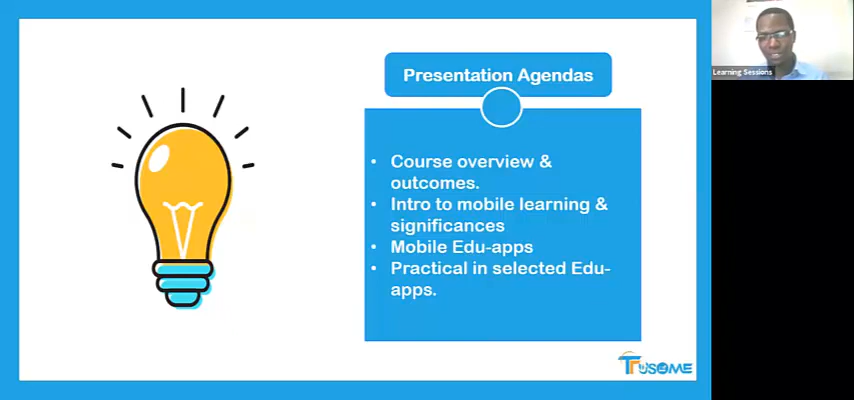 Presentation Agendas
• Course overview &
outcomes.
• Intro to mobile learning &
significances
• Mobile Edu-apps
• Practical in selected Edu-
apps.
TUSOME
Learning Sessions